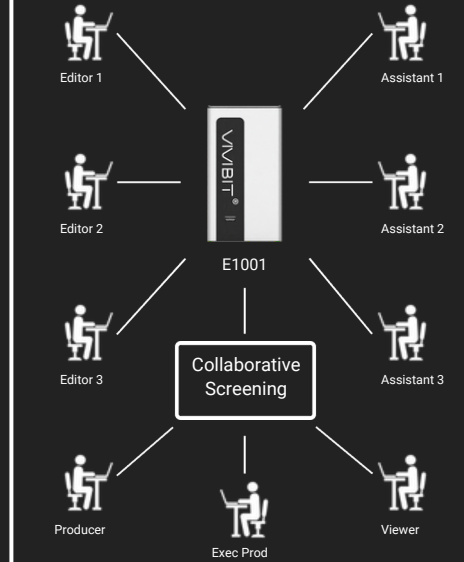 Editor 1
Assistant 1
VIVIBIT
Editor 2
Assistant 2
E1001
Collaborative
Screening
Editor 3
Assistant 3
Producer
Viewer
Exec Prod